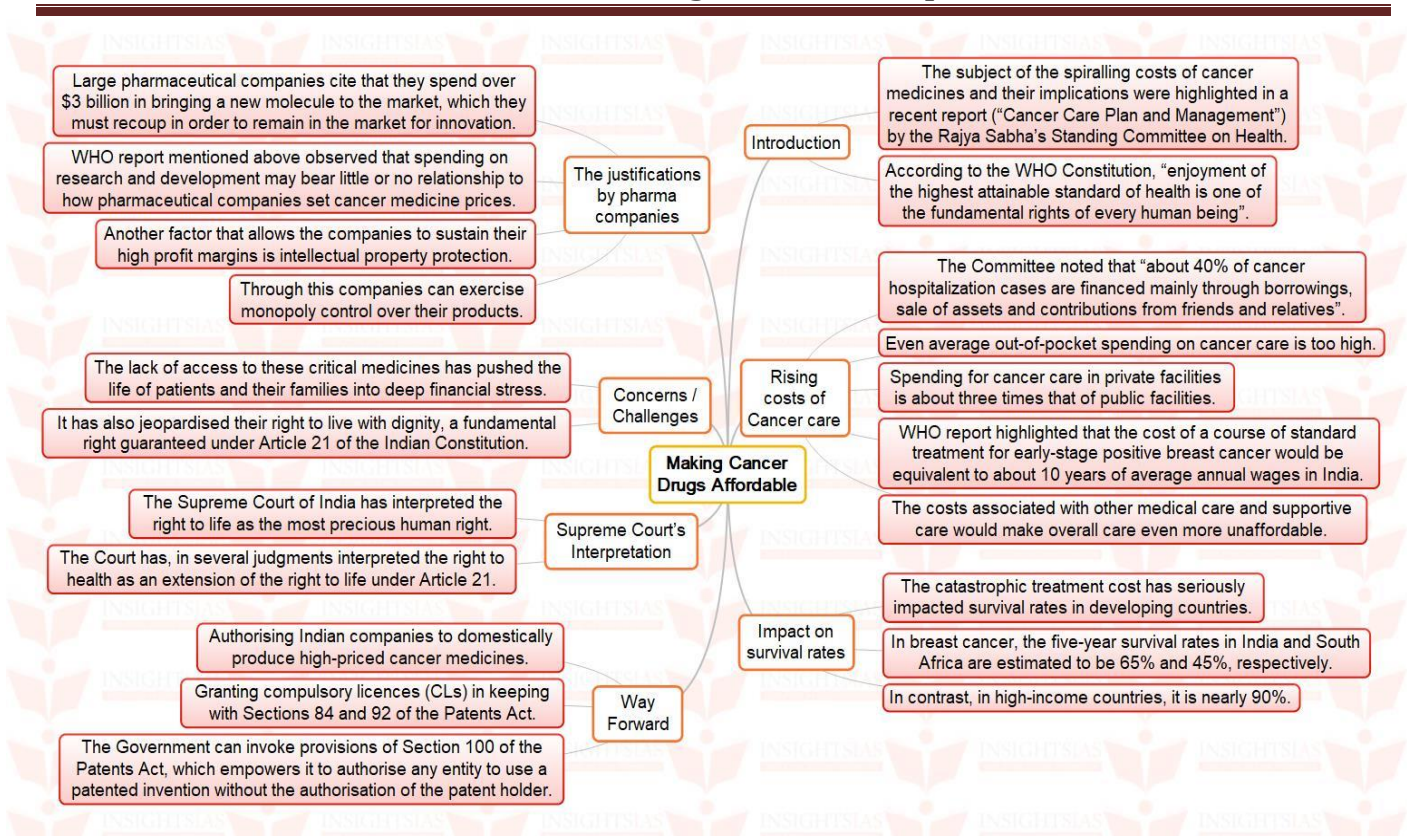 Making Cancer
Drugs Affordable
Introduction
The subject of the spiralling costs of cancer
medicines and their implications were highlighted in a
recent report (“Cancer Care Plan and Management”)
by the Rajya Sabha’s Standing Committee on Health.
According to the WHO Constitution, “enjoyment of
the highest attainable standard of health is one of
the fundamental rights of every human being”.
Rising
costs of
Cancer care
The Committee noted that “about 40% of cancer
hospitalization cases are financed mainly through borrowings,
sale of assets and contributions from friends and relatives”.
Even average out-of-pocket spending on cancer care is too high.
Spending for cancer care in private facilities
is about three times that of public facilities.
WHO report highlighted that the cost of a course of standard
treatment for early-stage positive breast cancer would be
equivalent to about 10 years of average annual wages in India.
The costs associated with other medical care and supportive
care would make overall care even more unaffordable.
Impact on
survival rates
The catastrophic treatment cost has seriously
impacted survival rates in developing countries.
In breast cancer, the five-year survival rates in India and South
Africa are estimated to be 65% and 45%, respectively.
In contrast, in high-income countries, it is nearly 90%.
The justifications
by pharma
companies
Large pharmaceutical companies cite that they spend over
$3 billion in bringing a new molecule to the market, which they
must recoup in order to remain in the market for innovation.
WHO report mentioned above observed that spending on
research and development may bear little or no relationship to
how pharmaceutical companies set cancer medicine prices.
Another factor that allows the companies to sustain their
high profit margins is intellectual property protection.
Through this companies can exercise
monopoly control over their products.
Concerns /
Challenges
The lack of access to these critical medicines has pushed the
life of patients and their families into deep financial stress.
It has also jeopardised their right to live with dignity, a fundamental
right guaranteed under Article 21 of the Indian Constitution.
Supreme Court’s
Interpretation
The Supreme Court of India has interpreted the
right to life as the most precious human right.
The Court has, in several judgments interpreted the right to
health as an extension of the right to life under Article 21.
Way
Forward
Authorising Indian companies to domestically
produce high-priced cancer medicines.
Granting compulsory licences (CLs) in keeping
with Sections 84 and 92 of the Patents Act.
The Government can invoke provisions of Section 100 of the
Patents Act, which empowers it to authorise any entity to use a
patented invention without the authorisation of the patent holder.
INSIGHTSIAS